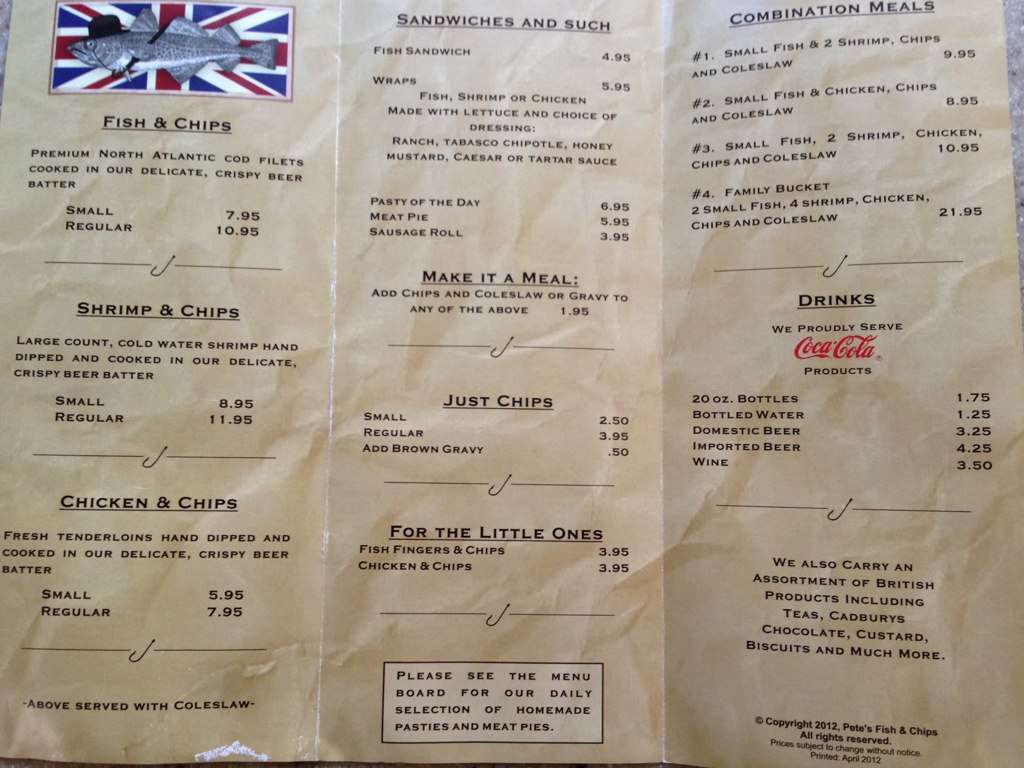 FISH & CHIPS
PREMIUM NORTH ATLANTIC COD FILETS
COOKED IN OUR DELICATE, CRISPY BEER
BATTER
SMALL 7.95
REGULAR 10.95
SHRIMP & CHIPS
LARGE COUNT, COLD WATER SHRIMP HAND
DIPPED AND COOKED IN OUR DELICATE,
CRISPY BEER BATTER
SMALL 8.95
REGULAR 11.95
CHICKEN & CHIPS
FRESH TENDERLOINS HAND DIPPED AND
COOKED IN OUR DELICATE, CRISPY BEER
BATTER
SMALL 5.95
REGULAR 7.95
-ABOVE SERVED WITH COLESLAW-
SANDWICHES AND SUCH
FISH SANDWICH 4.95
WRAPS 5.95
FISH, SHRIMP OR CHICKEN
MADE WITH LETTUCE AND CHOICE OF
DRESSING:
RANCH, TABASCO CHIPOTLE, HONEY
MUSTARD, CAESAR OR TARTAR SAUCE
PASTY OF THE DAY 6.95
MEAT PIE 5.95
SAUSAGE ROLL 3.95
MAKE IT A MEAL:
ADD CHIPS AND COLESLAW OR GRAVY TO
ANY OF THE ABOVE 1.95
JUST CHIPS
SMALL 2.50
REGULAR 3.95
ADD BROWN GRAVY .50
FOR THE LITTLE ONES
FISH FINGERS & CHIPS 3.95
CHICKEN & CHIPS 3.95
PLEASE SEE THE MENU
BOARD FOR OUR DAILY
SELECTION OF HOMEMADE
PASTIES AND MEAT PIES.
COMBINATION MEALS
#1. SMALL FISH & 2 SHRIMP, CHIPS
AND COLESLAW 9.95
#2. SMALL FISH & CHICKEN, CHIPS
AND COLESLAW 8.95
#3. SMALL FISH, 2 SHRIMP, CHICKEN,
CHIPS AND COLESLAW 10.95
#4. FAMILY BUCKET
2 SMALL FISH, 4 SHRIMP, CHICKEN,
CHIPS AND COLESLAW 21.95
DRINKS
WE PROUDLY SERVE
Coca-Cola®
PRODUCTS
20 OZ. BOTTLES 1.75
BOTTLED WATER 1.25
DOMESTIC BEER 3.25
IMPORTED BEER 4.25
WINE 3.50
WE ALSO CARRY AN
ASSORTMENT OF BRITISH
PRODUCTS INCLUDING
TEAS, CADBURYS
CHOCOLATE, CUSTARD,
BISCUITS AND MUCH MORE.
© Copyright 2012, Pete's Fish & Chips
All rights reserved.
Prices subject to change without notice.
Printed: April 2012